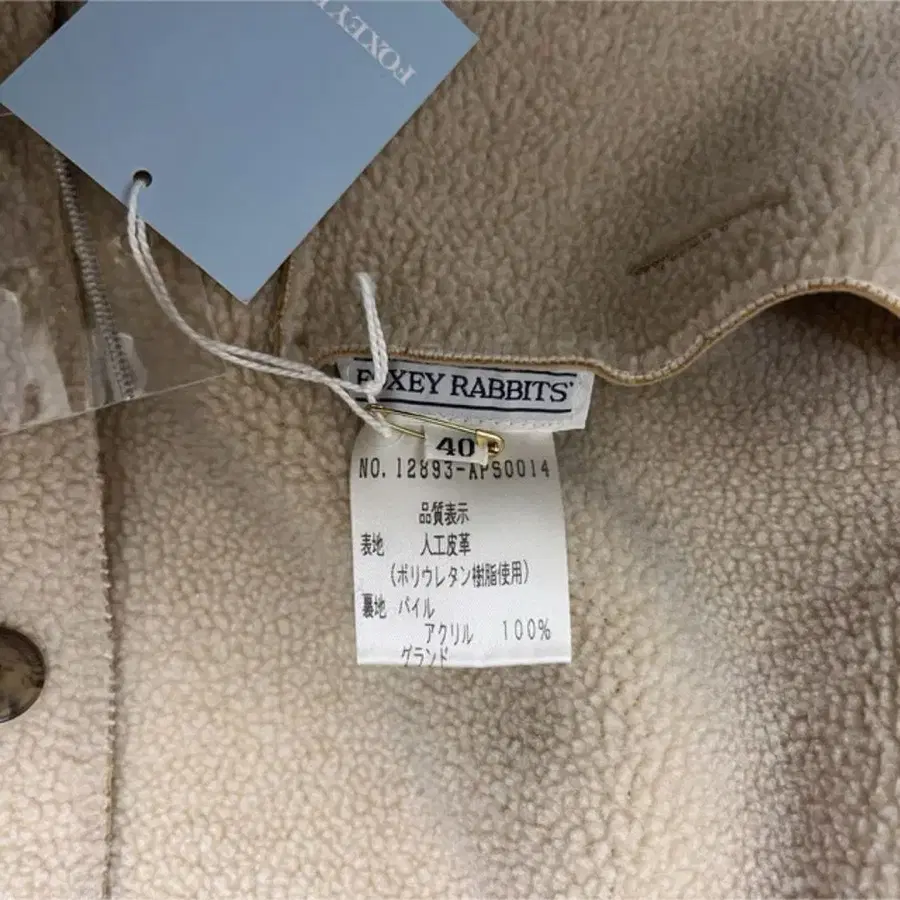 FOXEY
FOXEY RABBITS'
40
NO. 12893-APS0014
品質表示
表地 人工皮革
(ポリウレタン樹脂使用)
裏地 パイル
アクリル 100%
グランド